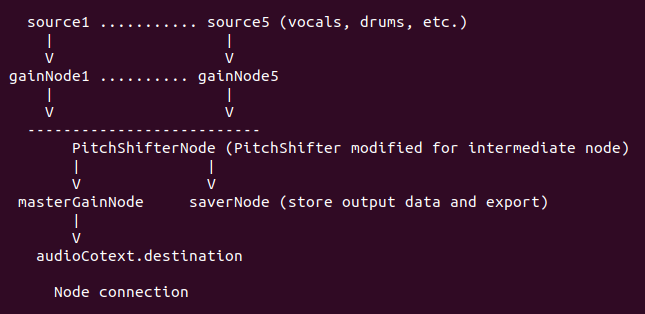 source1 ........... source5 (vocals, drums, etc.)
| |
V V
gainNode1 .......... gainNode5
| |
V V
--------------------------
PitchShifterNode (PitchShifter modified for intermediate node)
| |
V V
masterGainNode saverNode (store output data and export)
|
V
audioCotext.destination
Node connection